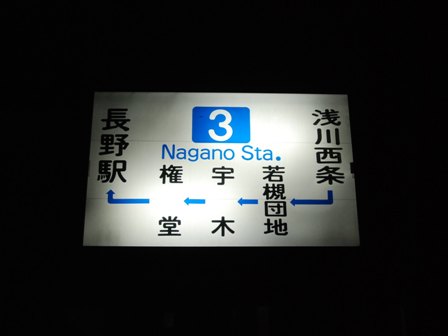 3
Nagano Sta.
長野駅
権堂
宇木
若槻団地
浅川西条